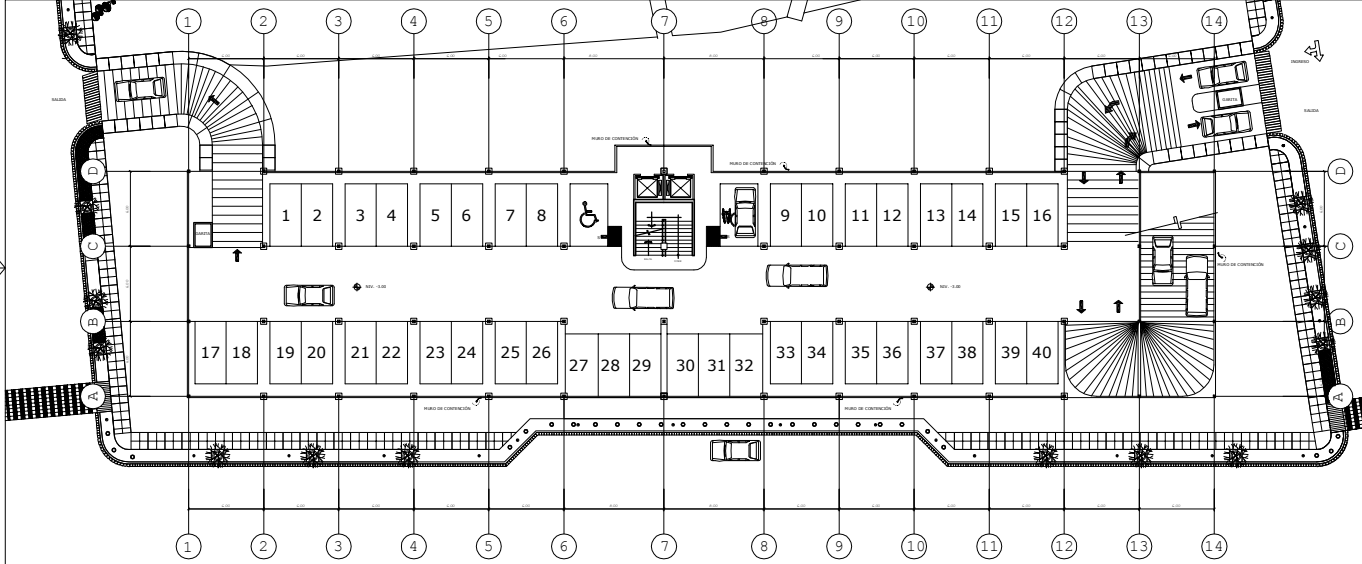 1 2 3 4 5 6 7 8 9 10 11 12 13 14
SALIDA
INGRESO
GARITA
SALIDA
MURO DE CONTENCIÓN
MURO DE CONTENCIÓN
D
D
1 2 3 4 5 6 7 8 9 10 11 12 13 14 15 16
GARITA
C
C
MURO DE CONTENCIÓN
NIV. -3.00
NIV. -3.00
B
B
17 18 19 20 21 22 23 24 25 26 27 28 29 30 31 32 33 34 35 36 37 38 39 40
A
A
MURO DE CONTENCIÓN
MURO DE CONTENCIÓN
1 2 3 4 5 6 7 8 9 10 11 12 13 14